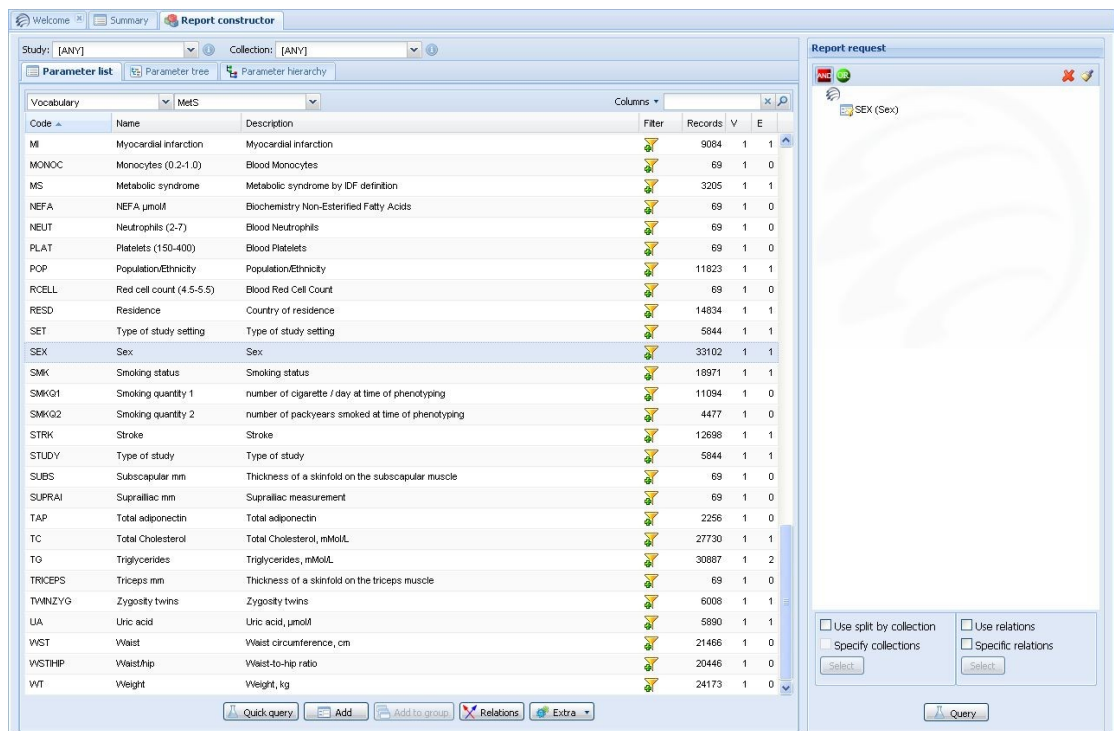 Welcome Summary Report constructor
Study: [ANY] Collection: [ANY]
Report request
Parameter list Parameter tree Parameter hierarchy
AND OR
SEX (Sex)
Vocabulary MetS Columns
Code Name Description Filter Records V E
MI Myocardial infarction Myocardial infarction 9084 1 1
MONOC Monocytes (0.2-1.0) Blood Monocytes 69 1 0
MS Metabolic syndrome Metabolic syndrome by IDF definition 3205 1 1
NEFA NEFA µmol/l Biochemistry Non-Esterified Fatty Acids 69 1 0
NEUT Neutrophils (2-7) Blood Neutrophils 69 1 0
PLAT Platelets (150-400) Blood Platelets 69 1 0
POP Population/Ethnicity Population/Ethnicity 11823 1 1
RCELL Red cell count (4.5-5.5) Blood Red Cell Count 69 1 0
RESD Residence Country of residence 14834 1 1
SET Type of study setting Type of study setting 5844 1 1
SEX Sex Sex 33102 1 1
SMK Smoking status Smoking status 18971 1 1
SMKQ1 Smoking quantity 1 number of cigarette / day at time of phenotyping 11094 1 0
SMKQ2 Smoking quantity 2 number of packyears smoked at time of phenotyping 4477 1 0
STRK Stroke Stroke 12698 1 1
STUDY Type of study Type of study 5844 1 1
SUBS Subscapular mm Thickness of a skinfold on the subscapular muscle 69 1 0
SUPRAI Suprailliac mm Suprailiac measurement 69 1 0
TAP Total adiponectin Total adiponectin 2256 1 0
TC Total Cholesterol Total Cholesterol, mMol/L 27730 1 1
TG Triglycerides Triglycerides, mMol/L 30887 1 2
TRICEPS Triceps mm Thickness of a skinfold on the triceps muscle 69 1 0
TWINZYG Zygosity twins Zygosity twins 6008 1 1
UA Uric acid Uric acid, µmol/l 5890 1 1
WST Waist Waist circumference, cm 21466 1 0
WSTIHIP Waist/hip Waist-to-hip ratio 20446 1 0
WT Weight Weight, kg 24173 1 0
Use split by collection Use relations
Specify collections Specific relations
Select Select
Quick query Add Add to group Relations Extra
Query